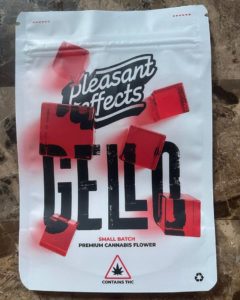 pleasant
effects
GELLO
SMALL BATCH
PREMIUM CANNABIS FLOWER
CONTAINS THC